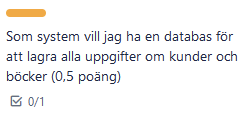 Som system vill jag ha en databas för
att lagra alla uppgifter om kunder och
böcker (0,5 poäng)
0/1